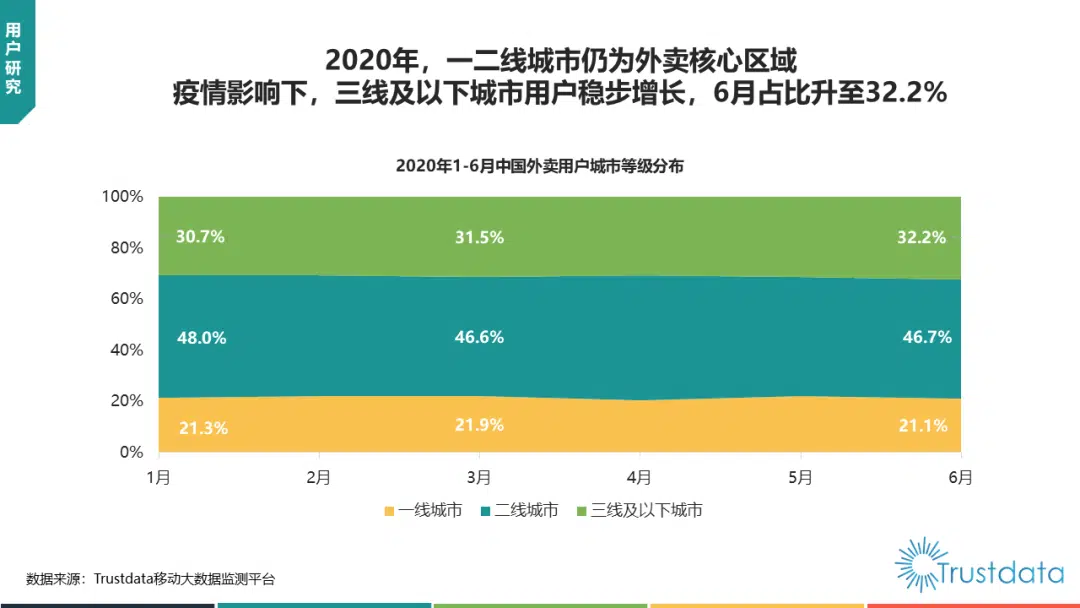 用户研究
2020年，一二线城市仍为外卖核心区域
疫情影响下，三线及以下城市用户稳步增长，6月占比升至32.2%
2020年1-6月中国外卖用户城市等级分布
100%
80%
60%
40%
20%
0%
30.7% 31.5% 32.2%
48.0% 46.6% 46.7%
21.3% 21.9% 21.1%
1月 2月 3月 4月 5月 6月
一线城市 二线城市 三线及以下城市
数据来源：Trustdata移动大数据监测平台
Trustdata